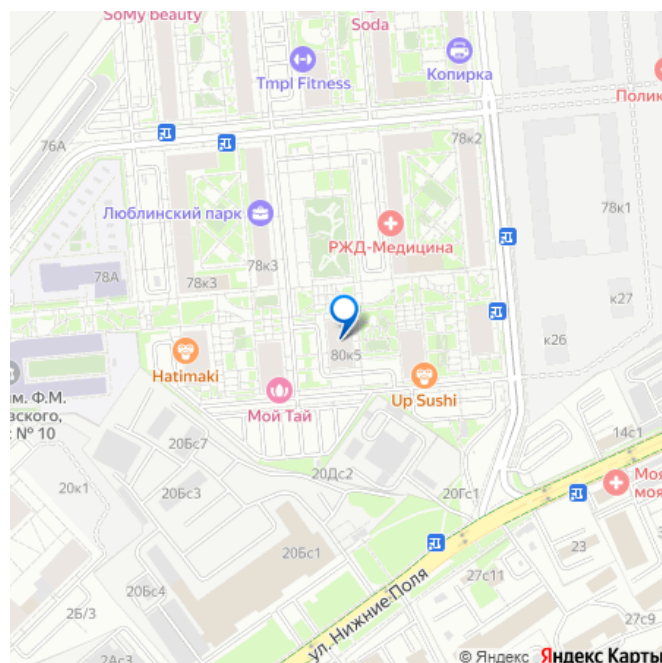 SoMy beauty
Soda
Tmpl Fitness
Копирка
Полик
76А
78к2
Люблинский парк
РЖД-Медицина
78к1
78А
78к3
78к3
к27
к26
80к5
Hatimaki
Up Sushi
Мой Тай
им. Ф.М.
вского,
к № 10
20Бс7
14с1
20к1
20Бс3
20Дс2
20Гс1
Моя
моя
20Бс1
23
27с11
20Бс4
2Б/3
ул. Нижние Поля
27с9
2Ас3
© Яндекс Яндекс Карты